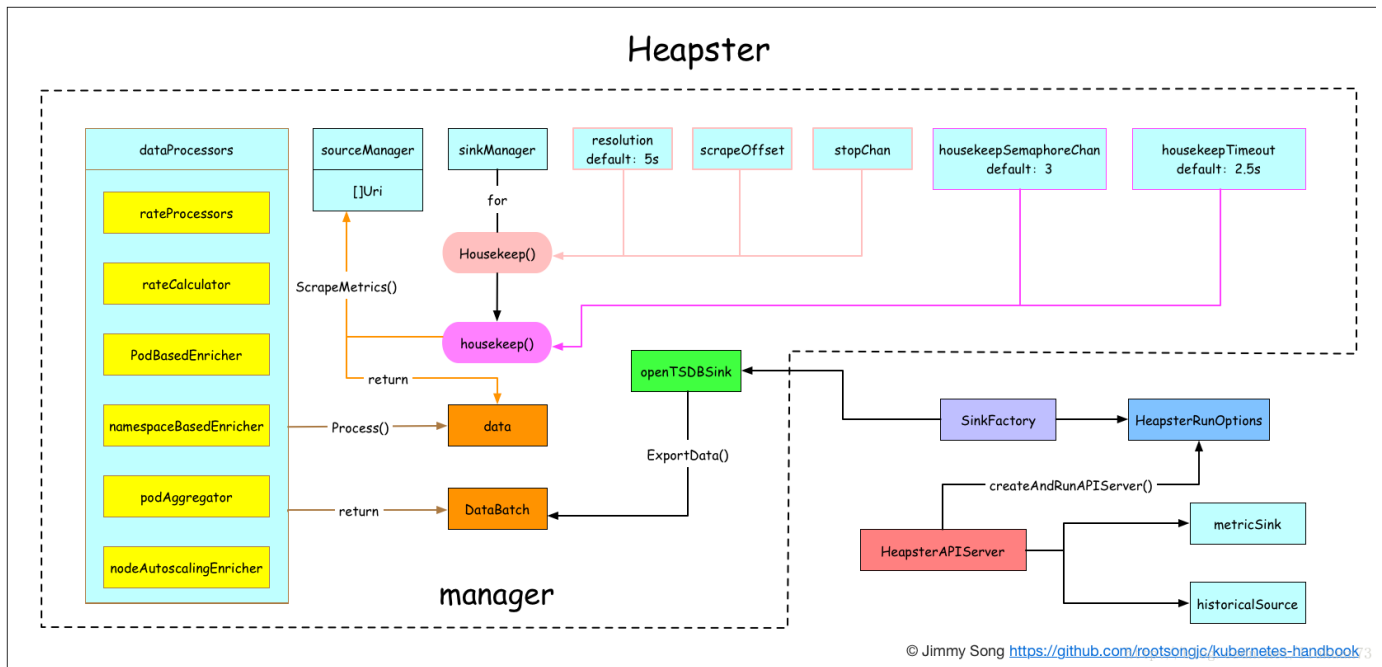 Heapster
dataProcessors
rateProcessors
rateCalculator
PodBasedEnricher
namespaceBasedEnricher
podAggregator
nodeAutoscalingEnricher
sourceManager
[]Uri
sinkManager
for
resolution
default: 5s
scrapeOffset
stopChan
housekeepSemaphoreChan
default: 3
housekeepTimeout
default: 2.5s
Housekeep()
ScrapeMetrics()
housekeep()
return
openTSDBSink
Process()
data
ExportData()
return
DataBatch
manager
SinkFactory
HeapsterRunOptions
createAndRunAPIServer()
HeapsterAPIServer
metricSink
historicalSource
© Jimmy Song https://github.com/rootsongjc/kubernetes-handbook